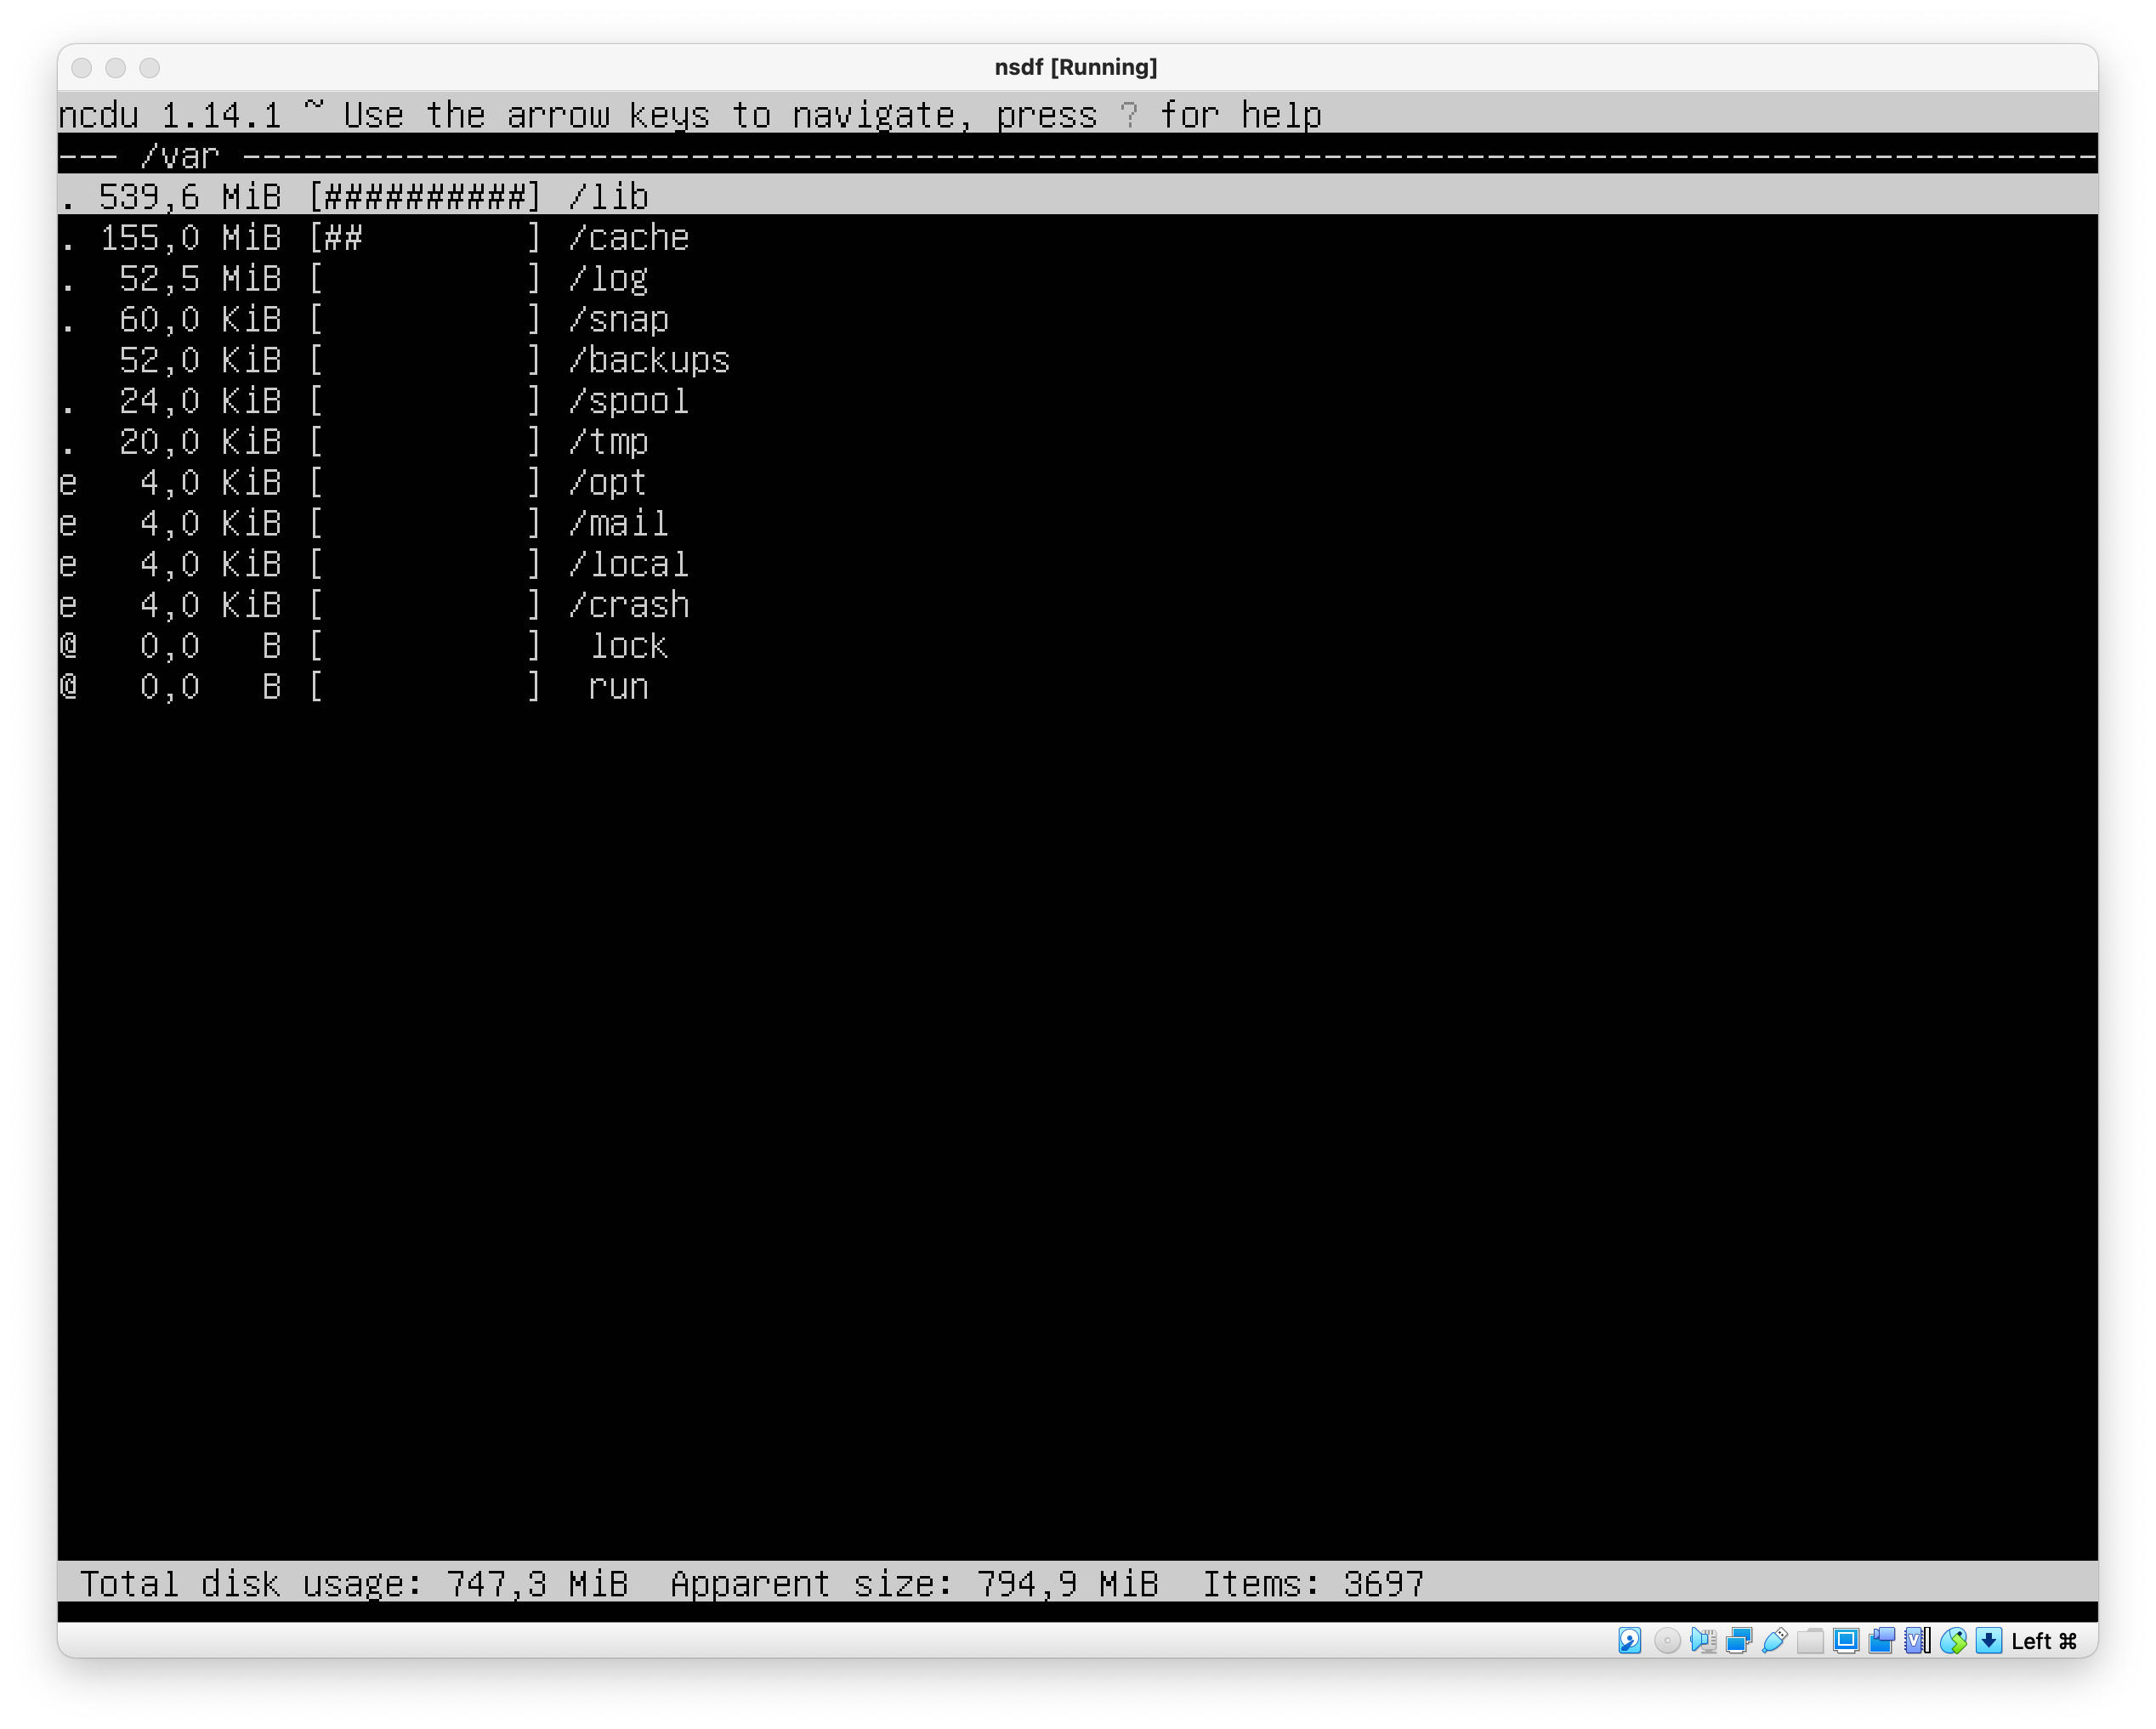 nsdf [Running]
ncdu 1.14.1 ~ Use the arrow keys to navigate, press ? for help
--- /var -------------------------------------------------------------------------------------------
. 539,6 MiB [##########] /lib
. 155,0 MiB [##        ] /cache
.  52,5 MiB [          ] /log
.  60,0 KiB [          ] /snap
   52,0 KiB [          ] /backups
.  24,0 KiB [          ] /spool
.  20,0 KiB [          ] /tmp
e   4,0 KiB [          ] /opt
e   4,0 KiB [          ] /mail
e   4,0 KiB [          ] /local
e   4,0 KiB [          ] /crash
@   0,0   B [          ]  lock
@   0,0   B [          ]  run
Total disk usage: 747,3 MiB  Apparent size: 794,9 MiB  Items: 3697
Left ⌘